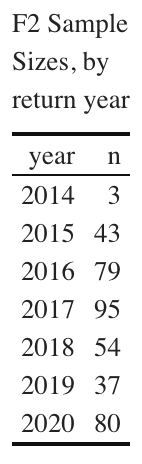 F2 Sample
Sizes, by
return year
year n
2014 3
2015 43
2016 79
2017 95
2018 54
2019 37
2020 80